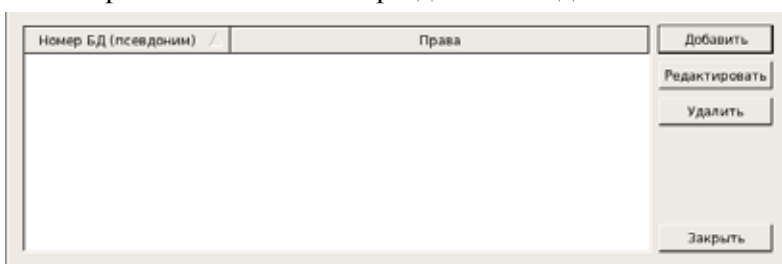 Номер БД (псевдоним) Права Добавить
Редактировать
Удалить
Закрыть